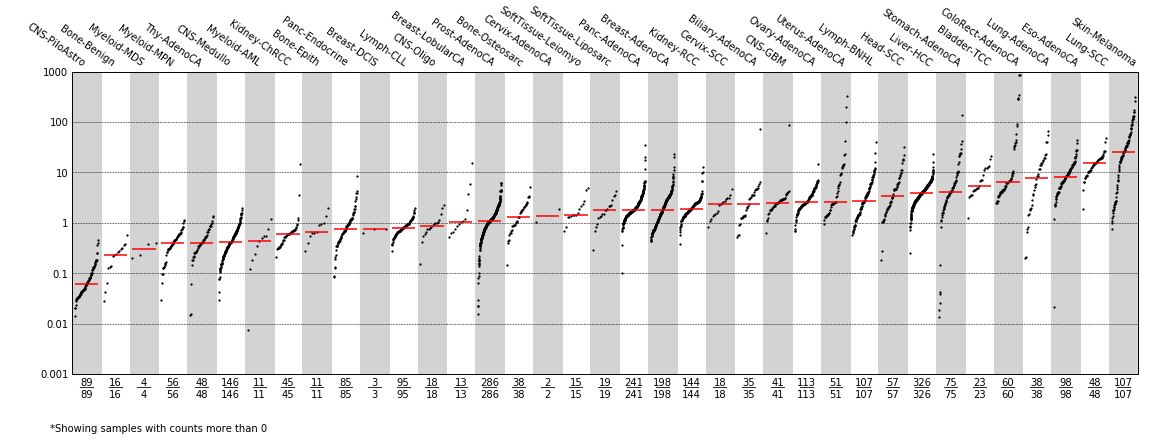 CNS-PiloAstro
Bone-Benign
Myeloid-MDS
Myeloid-MPN
Thy-AdenoCA
CNS-Medullo
Myeloid-AML
Kidney-ChRCC
Bone-Epith
Panc-Endocrine
Breast-DCIS
Lymph-CLL
CNS-Oligo
Breast-LobularCA
Prost-AdenoCA
Bone-Osteosarc
Cervix-AdenoCA
SoftTissue-Leiomyo
SoftTissue-Liposarc
Panc-AdenoCA
Breast-AdenoCA
Kidney-RCC
Cervix-SCC
Biliary-AdenoCA
CNS-GBM
Ovary-AdenoCA
Uterus-AdenoCA
Lymph-BNHL
Head-SCC
Liver-HCC
Stomach-AdenoCA
Bladder-TCC
ColoRect-AdenoCA
Lung-AdenoCA
Eso-AdenoCA
Lung-SCC
Skin-Melanoma
1000
100
10
1
0.1
0.01
0.001
89 16 4 56 48 146 11 45 11 85 3 95 18 13 286 38 2 15 19 241 198 144 18 35 41 113 51 107 57 326 75 23 60 38 98 48 107
89 16 4 56 48 146 11 45 11 85 3 95 18 13 286 38 2 15 19 241 198 144 18 35 41 113 51 107 57 326 75 23 60 38 98 48 107
*Showing samples with counts more than 0